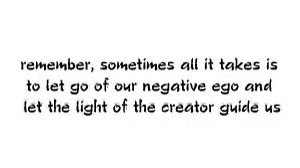 remember, sometimes all it takes is
to let go of our negative ego and
let the light of the creator guide us